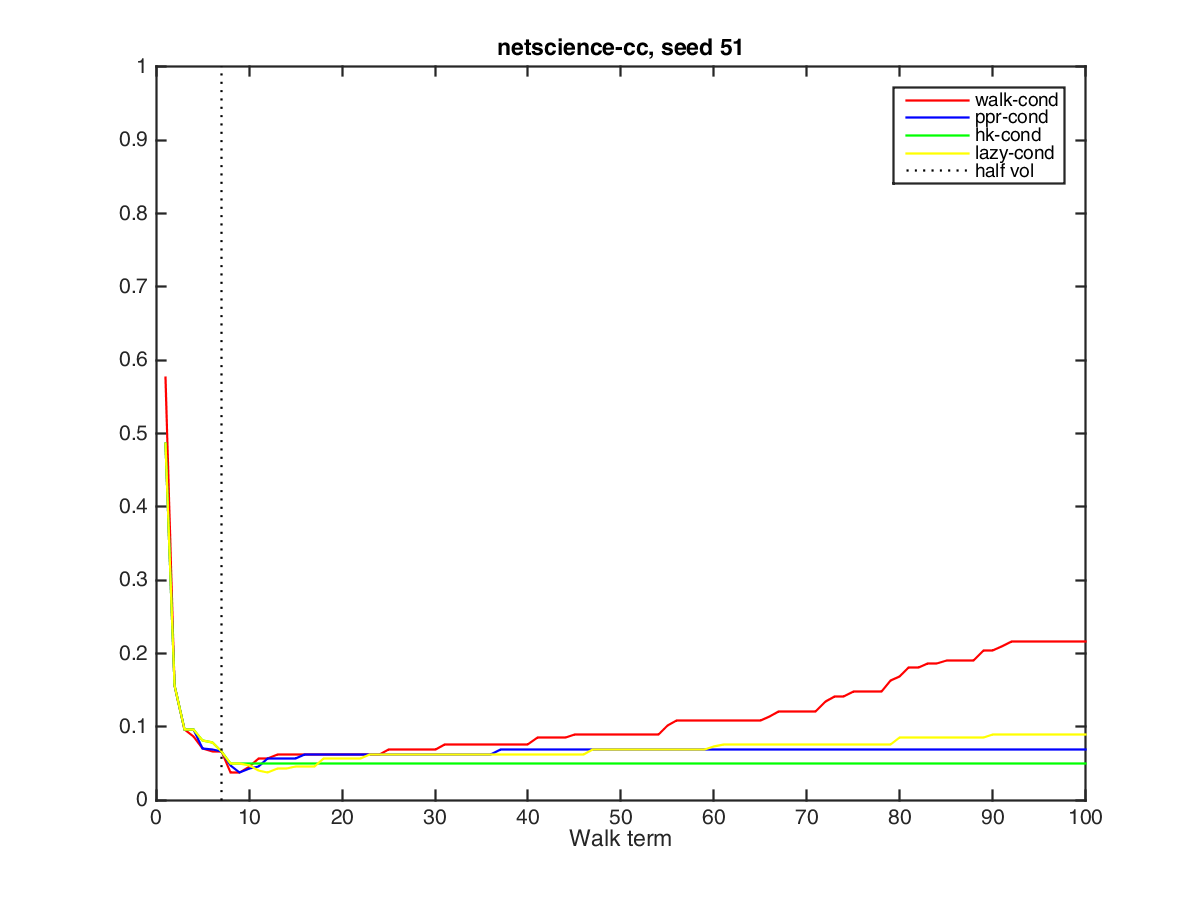 netscience-cc, seed 51
1
0.9
0.8
0.7
0.6
0.5
0.4
0.3
0.2
0.1
0
walk-cond
ppr-cond
hk-cond
lazy-cond
half vol
0 10 20 30 40 50 60 70 80 90 100
Walk term